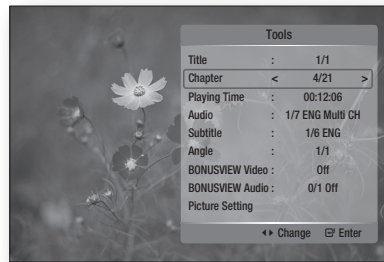 Tools
Title : 1/1
Chapter < 4/21 >
Playing Time : 00:12:06
Audio : 1/7 ENG Multi CH
Subtitle : 1/6 ENG
Angle : 1/1
BONUSVIEW Video : Off
BONUSVIEW Audio : 0/1 Off
Picture Setting
◄► Change Enter